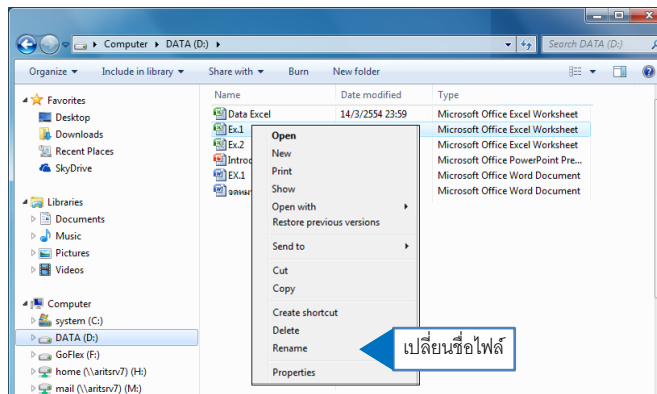 Computer ▸ DATA (D:) ▸
Search DATA (D:)
Organize ▾ Include in library ▾ Share with ▾ Burn New folder
Name Date modified Type
Favorites
Desktop
Downloads
Recent Places
SkyDrive
Libraries
Documents
Music
Pictures
Videos
Computer
system (C:)
DATA (D:)
GoFlex (F:)
home (\\aritsrv7) (H:)
mail (\\aritsrv7) (M:)
Data Excel 14/3/2554 23:59 Microsoft Office Excel Worksheet
Ex.1 Microsoft Office Excel Worksheet
Ex.2 Microsoft Office Excel Worksheet
Introd Microsoft Office PowerPoint Pre...
EX.1 Microsoft Office Word Document
Microsoft Office Word Document
Open
New
Print
Show
Open with
Restore previous versions
Send to
Cut
Copy
Create shortcut
Delete
Rename
Properties
เปลี่ยนชื่อไฟล์